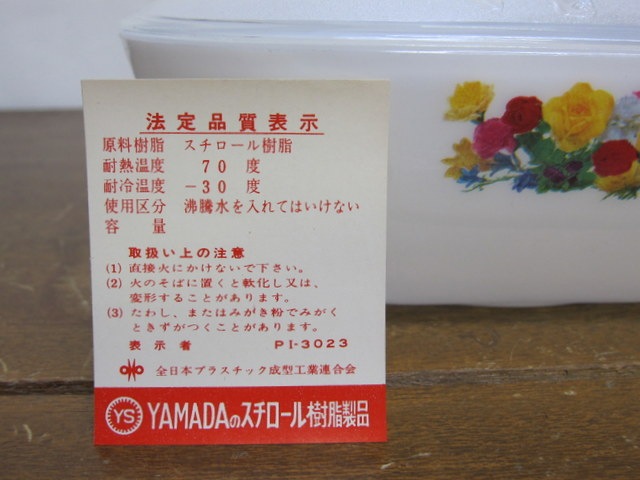 法定品質表示
原料樹脂 スチロール樹脂
耐熱温度 70 度
耐冷温度 -30 度
使用区分 沸騰水を入れてはいけない
容量
取扱い上の注意
(1) 直接火にかけないで下さい。
(2) 火のそばに置くと軟化し又は、
変形することがあります。
(3) たわし、またはみがき粉でみがく
ときずがつくことがあります。
表示者 PI-3023
全日本プラスチック成型工業連合会
YS YAMADAのスチロール樹脂製品